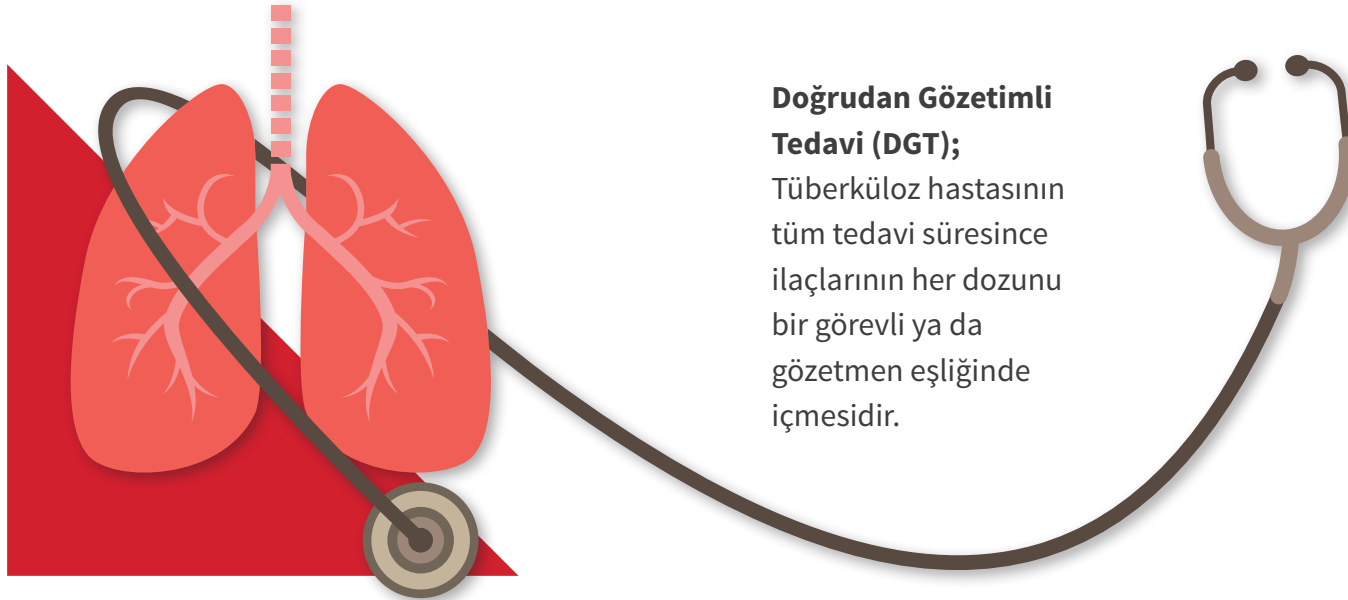 Doğrudan Gözetimli
Tedavi (DGT);
Tüberküloz hastasının
tüm tedavi süresince
ilaçlarının her dozunu
bir görevli ya da
gözetmen eşliğinde
içmesidir.